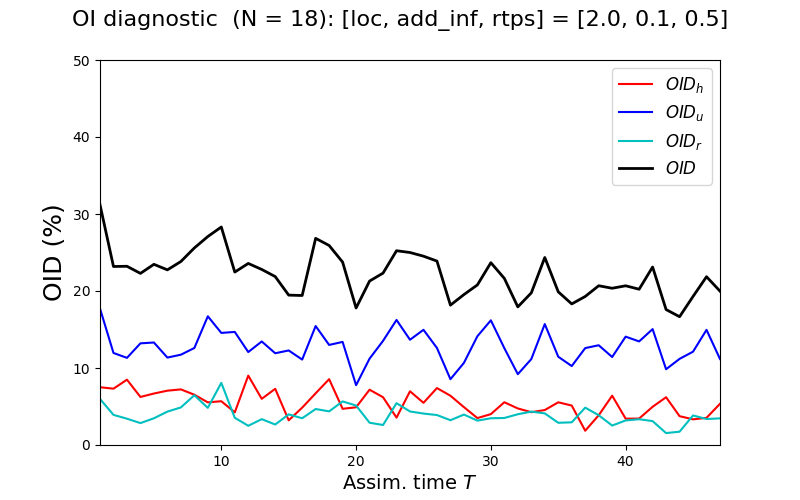 OI diagnostic  (N = 18): [loc, add_inf, rtps] = [2.0, 0.1, 0.5]
50
40
30
20
10
0
OID (%)
OID_h
OID_u
OID_r
OID
10
20
30
40
Assim. time T